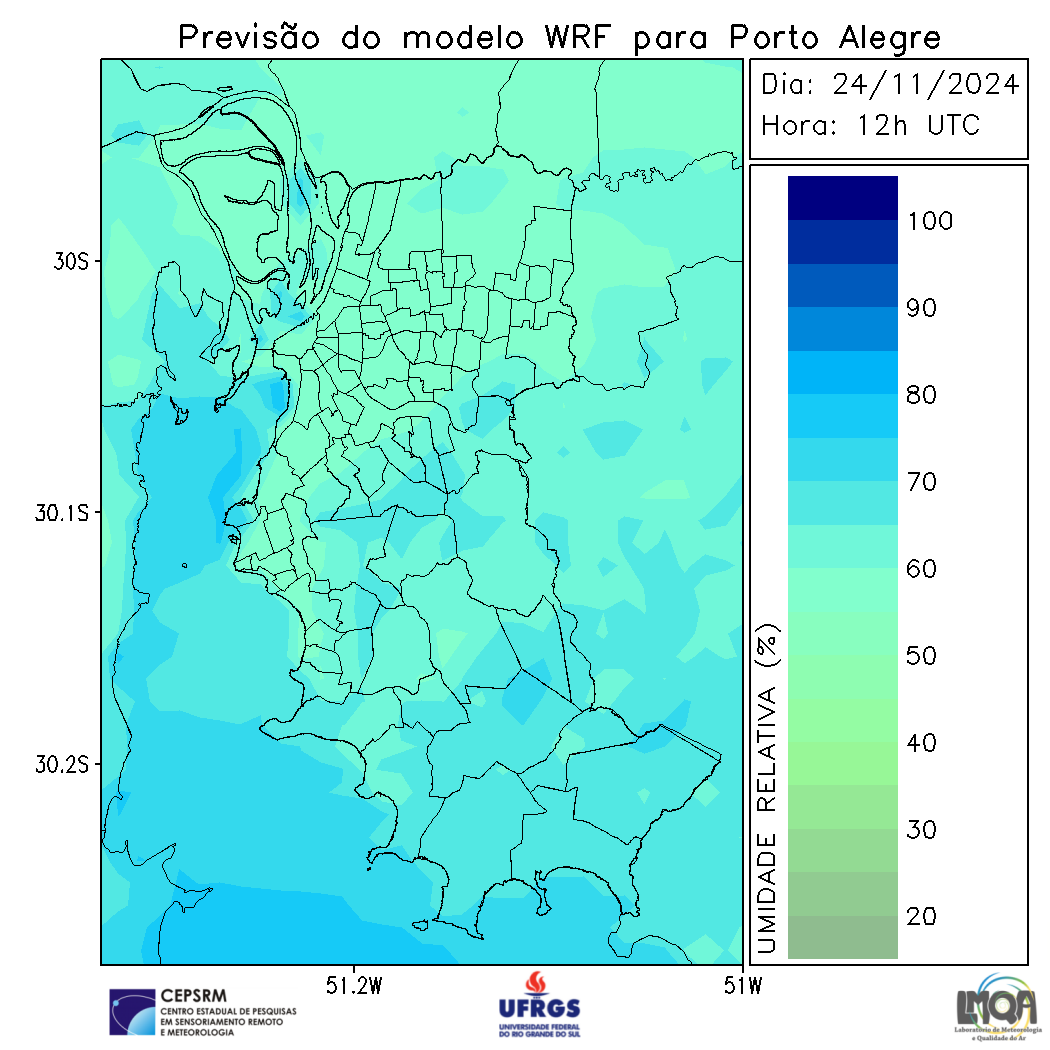 Previsão do modelo WRF para Porto Alegre
Dia: 24/11/2024
Hora: 12h UTC
30S
30.1S
30.2S
51.2W
51W
UMIDADE RELATIVA (%)
100
90
80
70
60
50
40
30
20
CEPSRM
CENTRO ESTADUAL DE PESQUISAS
EM SENSORIAMENTO REMOTO
E METEOROLOGIA
UFRGS
UNIVERSIDADE FEDERAL
DO RIO GRANDE DO SUL
LMQA
Laboratório de Meteorologia
e Qualidade do Ar